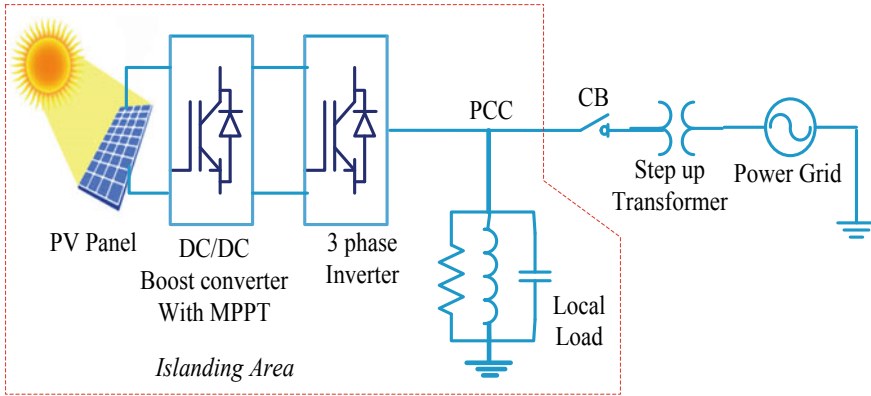 PCC
CB
Step up
Transformer
Power Grid
PV Panel
DC/DC
Boost converter
With MPPT
3 phase
Inverter
Local
Load
Islanding Area